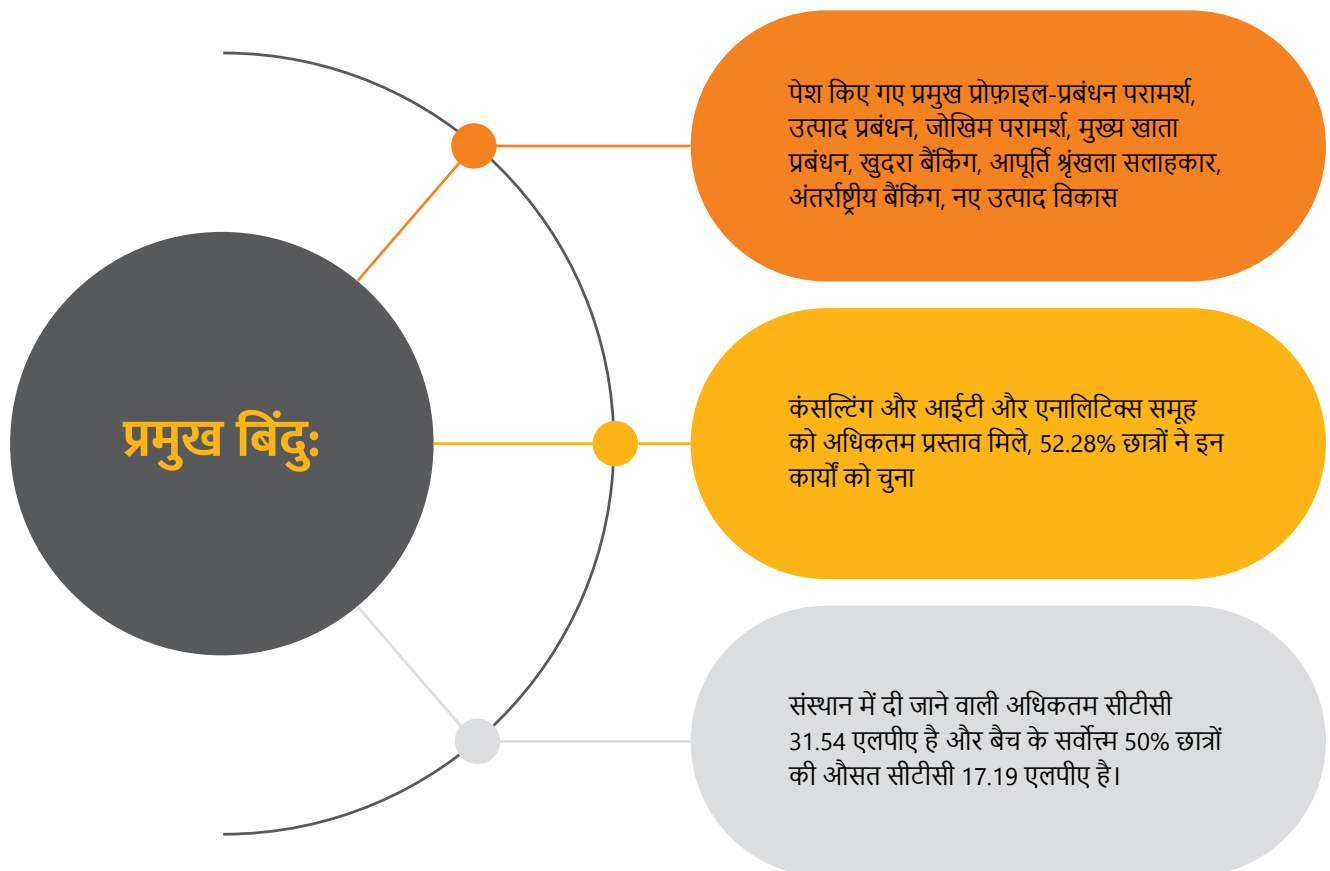 प्रमुख बिंदु:
पेश किए गए प्रमुख प्रोफ़ाइल-प्रबंधन परामर्श,
उत्पाद प्रबंधन, जोखिम परामर्श, मुख्य खाता
प्रबंधन, खुदरा बैंकिंग, आपूर्ति श्रृंखला सलाहकार,
अंतर्राष्ट्रीय बैंकिंग, नए उत्पाद विकास
कंसल्टिंग और आईटी और एनालिटिक्स समूह
को अधिकतम प्रस्ताव मिले, 52.28% छात्रों ने इन
कार्यों को चुना
संस्थान में दी जाने वाली अधिकतम सीटीसी
31.54 एलपीए है और बैच के सर्वोत्त्म 50% छात्रों
की औसत सीटीसी 17.19 एलपीए है।